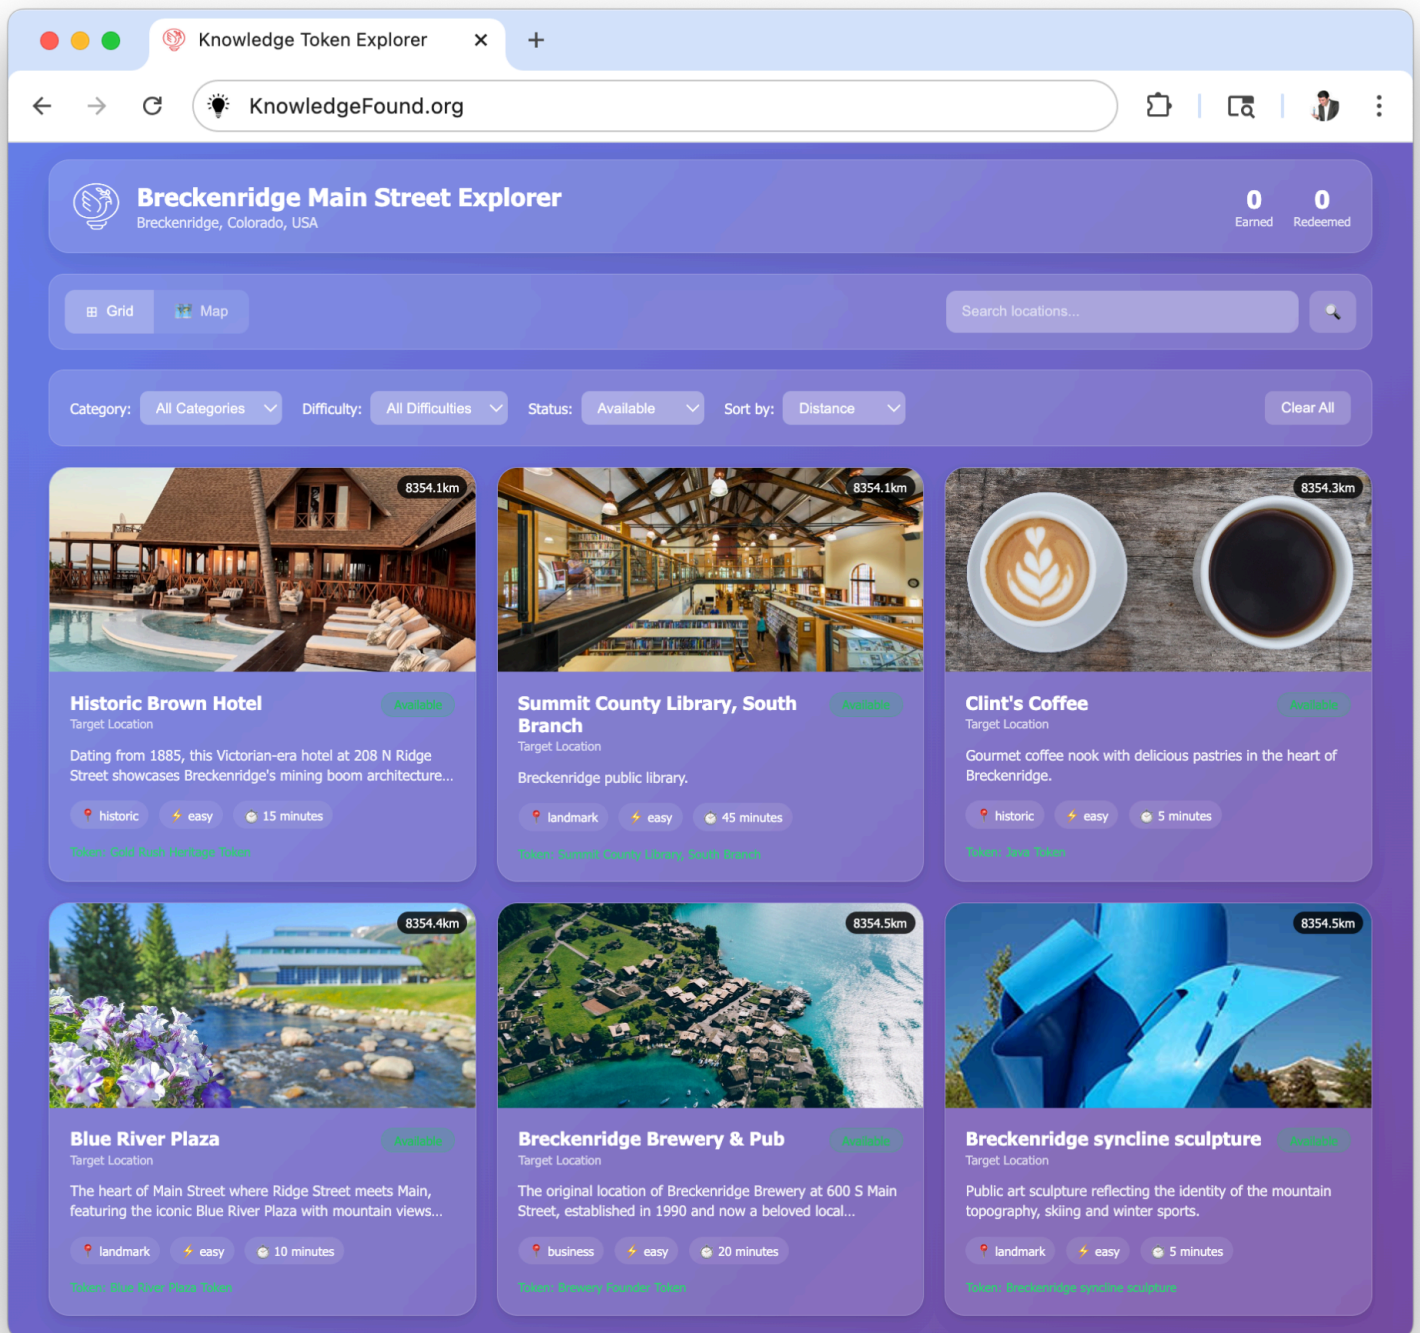 Knowledge Token Explorer
KnowledgeFound.org
Breckenridge Main Street Explorer
Breckenridge, Colorado, USA
0
Earned
0
Redeemed
Grid
Map
Search locations...
Category:
All Categories
Difficulty:
All Difficulties
Status:
Available
Sort by:
Distance
Clear All
8354.1km
Historic Brown Hotel
Available
Target Location
Dating from 1885, this Victorian-era hotel at 208 N Ridge
Street showcases Breckenridge's mining boom architecture...
historic
easy
15 minutes
Token: Gold Rush Heritage Token
8354.1km
Summit County Library, South
Branch
Available
Target Location
Breckenridge public library.
landmark
easy
45 minutes
Token: Summit County Library, South Branch
8354.3km
Clint's Coffee
Available
Target Location
Gourmet coffee nook with delicious pastries in the heart of
Breckenridge.
historic
easy
5 minutes
Token: Java Token
8354.4km
Blue River Plaza
Available
Target Location
The heart of Main Street where Ridge Street meets Main,
featuring the iconic Blue River Plaza with mountain views...
landmark
easy
10 minutes
Token: Blue River Plaza Token
8354.5km
Breckenridge Brewery & Pub
Available
Target Location
The original location of Breckenridge Brewery at 600 S Main
Street, established in 1990 and now a beloved local...
business
easy
20 minutes
Token: Brewery Founder Token
8354.5km
Breckenridge syncline sculpture
Available
Target Location
Public art sculpture reflecting the identity of the mountain
topography, skiing and winter sports.
landmark
easy
5 minutes
Token: Breckenridge syncline sculpture